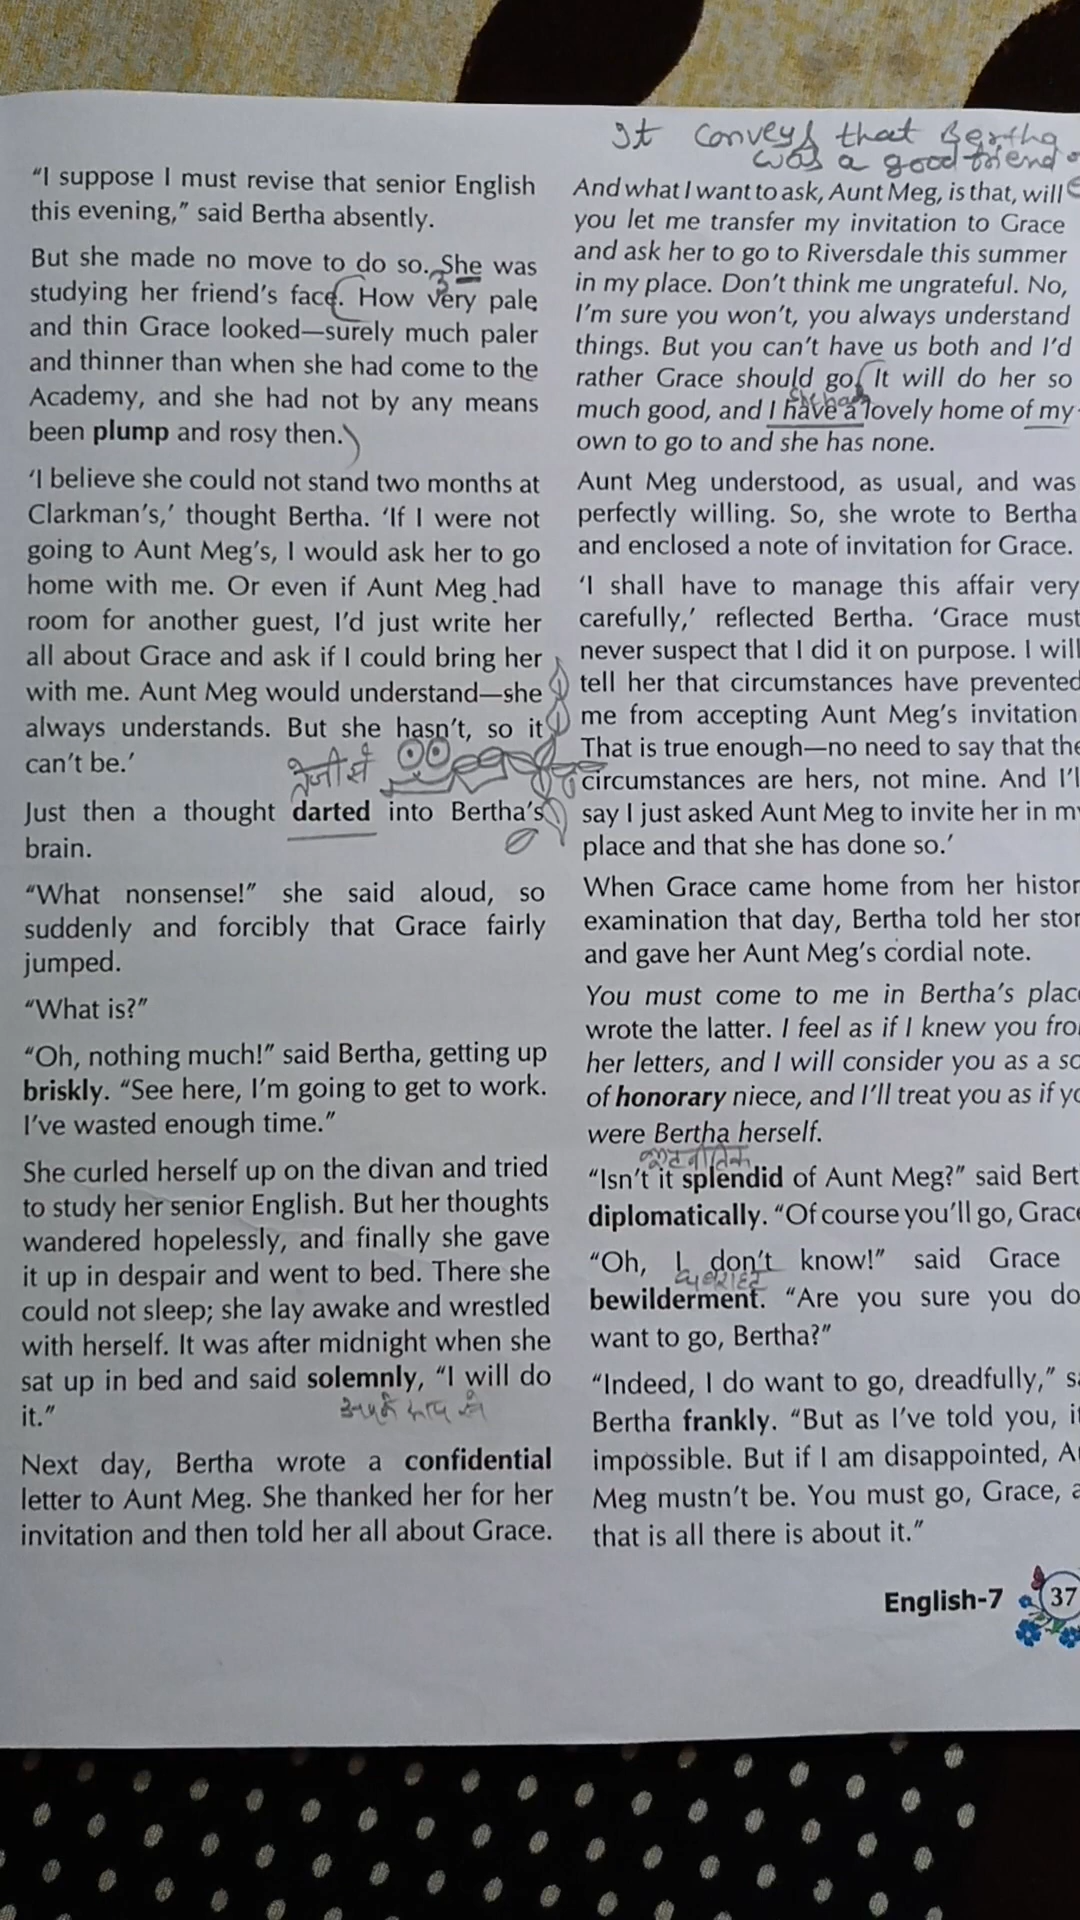 It conveys that Bertha
was a good friend
"I suppose I must revise that senior English
this evening," said Bertha absently.
But she made no move to do so. She was
studying her friend's face. How very pale
and thin Grace looked—surely much paler
and thinner than when she had come to the
Academy, and she had not by any means
been plump and rosy then.
'I believe she could not stand two months at
Clarkman's,' thought Bertha. 'If I were not
going to Aunt Meg's, I would ask her to go
home with me. Or even if Aunt Meg had
room for another guest, I'd just write her
all about Grace and ask if I could bring her
with me. Aunt Meg would understand—she
always understands. But she hasn't, so it
can't be.'
तेजी से
Just then a thought darted into Bertha's
brain.
"What nonsense!" she said aloud, so
suddenly and forcibly that Grace fairly
jumped.
"What is?"
"Oh, nothing much!" said Bertha, getting up
briskly. "See here, I'm going to get to work.
I've wasted enough time."
She curled herself up on the divan and tried
to study her senior English. But her thoughts
wandered hopelessly, and finally she gave
it up in despair and went to bed. There she
could not sleep; she lay awake and wrestled
with herself. It was after midnight when she
sat up in bed and said solemnly, "I will do
it."
Next day, Bertha wrote a confidential
letter to Aunt Meg. She thanked her for her
invitation and then told her all about Grace.
And what I want to ask, Aunt Meg, is that, will
you let me transfer my invitation to Grace
and ask her to go to Riversdale this summer
in my place. Don't think me ungrateful. No,
I'm sure you won't, you always understand
things. But you can't have us both and I'd
rather Grace should go. It will do her so
she has
much good, and I have a lovely home of my
own to go to and she has none.
Aunt Meg understood, as usual, and was
perfectly willing. So, she wrote to Bertha
and enclosed a note of invitation for Grace.
'I shall have to manage this affair very
carefully,' reflected Bertha. 'Grace must
never suspect that I did it on purpose. I will
tell her that circumstances have prevented
me from accepting Aunt Meg's invitation
That is true enough—no need to say that the
circumstances are hers, not mine. And I'l
say I just asked Aunt Meg to invite her in my
place and that she has done so.'
When Grace came home from her histor
examination that day, Bertha told her stor
and gave her Aunt Meg's cordial note.
You must come to me in Bertha's plac
wrote the latter. I feel as if I knew you fro
her letters, and I will consider you as a so
of honorary niece, and I'll treat you as if yo
were Bertha herself.
"Isn't it splendid of Aunt Meg?" said Bert
diplomatically. "Of course you'll go, Grac
"Oh, I don't know!" said Grace
bewilderment. "Are you sure you do
want to go, Bertha?"
"Indeed, I do want to go, dreadfully," sa
Bertha frankly. "But as I've told you, it
impossible. But if I am disappointed, Au
Meg mustn't be. You must go, Grace, a
that is all there is about it."
English-7 37